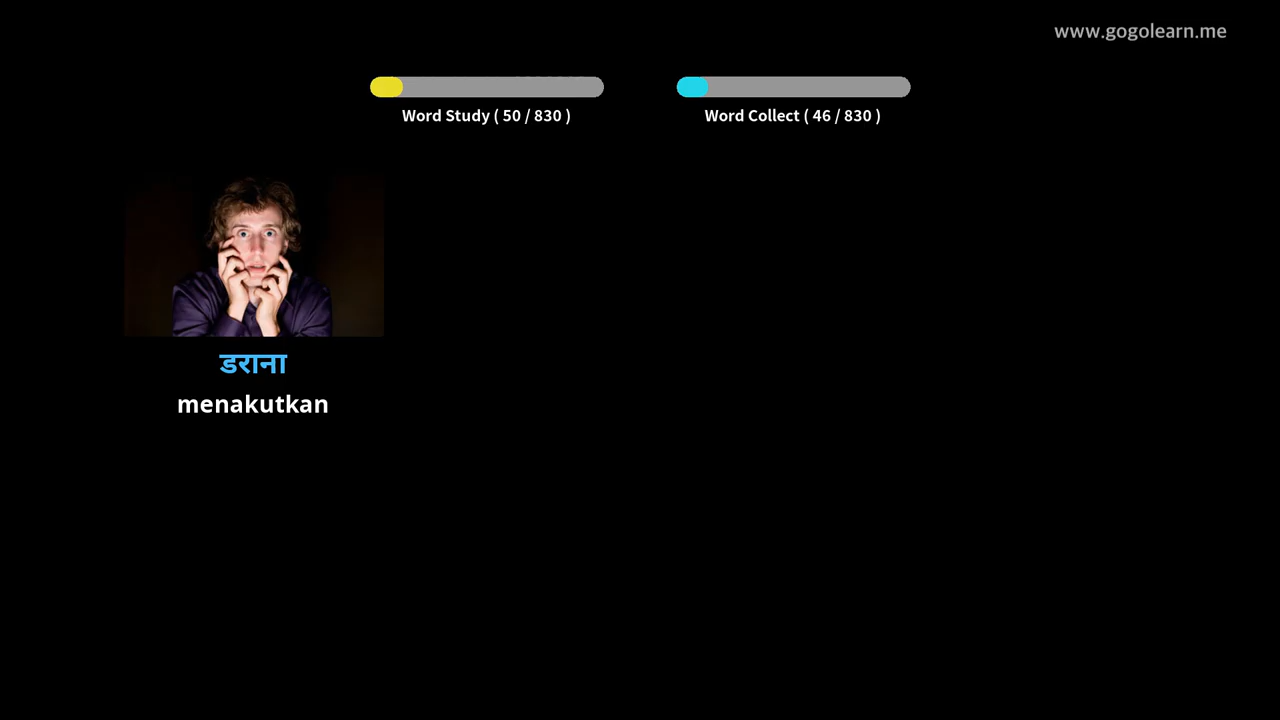 www.gogolearn.me
Word Study ( 50 / 830 )
Word Collect ( 46 / 830 )
डराना
menakutkan